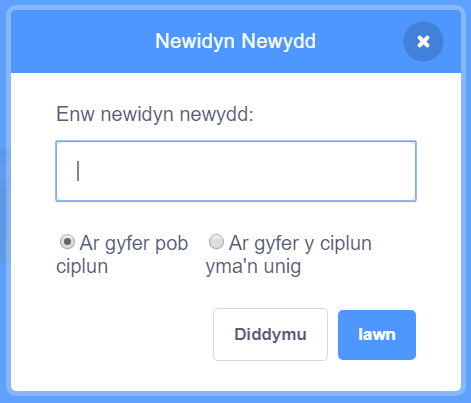 Newidyn Newydd
Enw newidyn newydd:
Ar gyfer pob
ciplun
Ar gyfer y ciplun
yma'n unig
Diddymu
Iawn